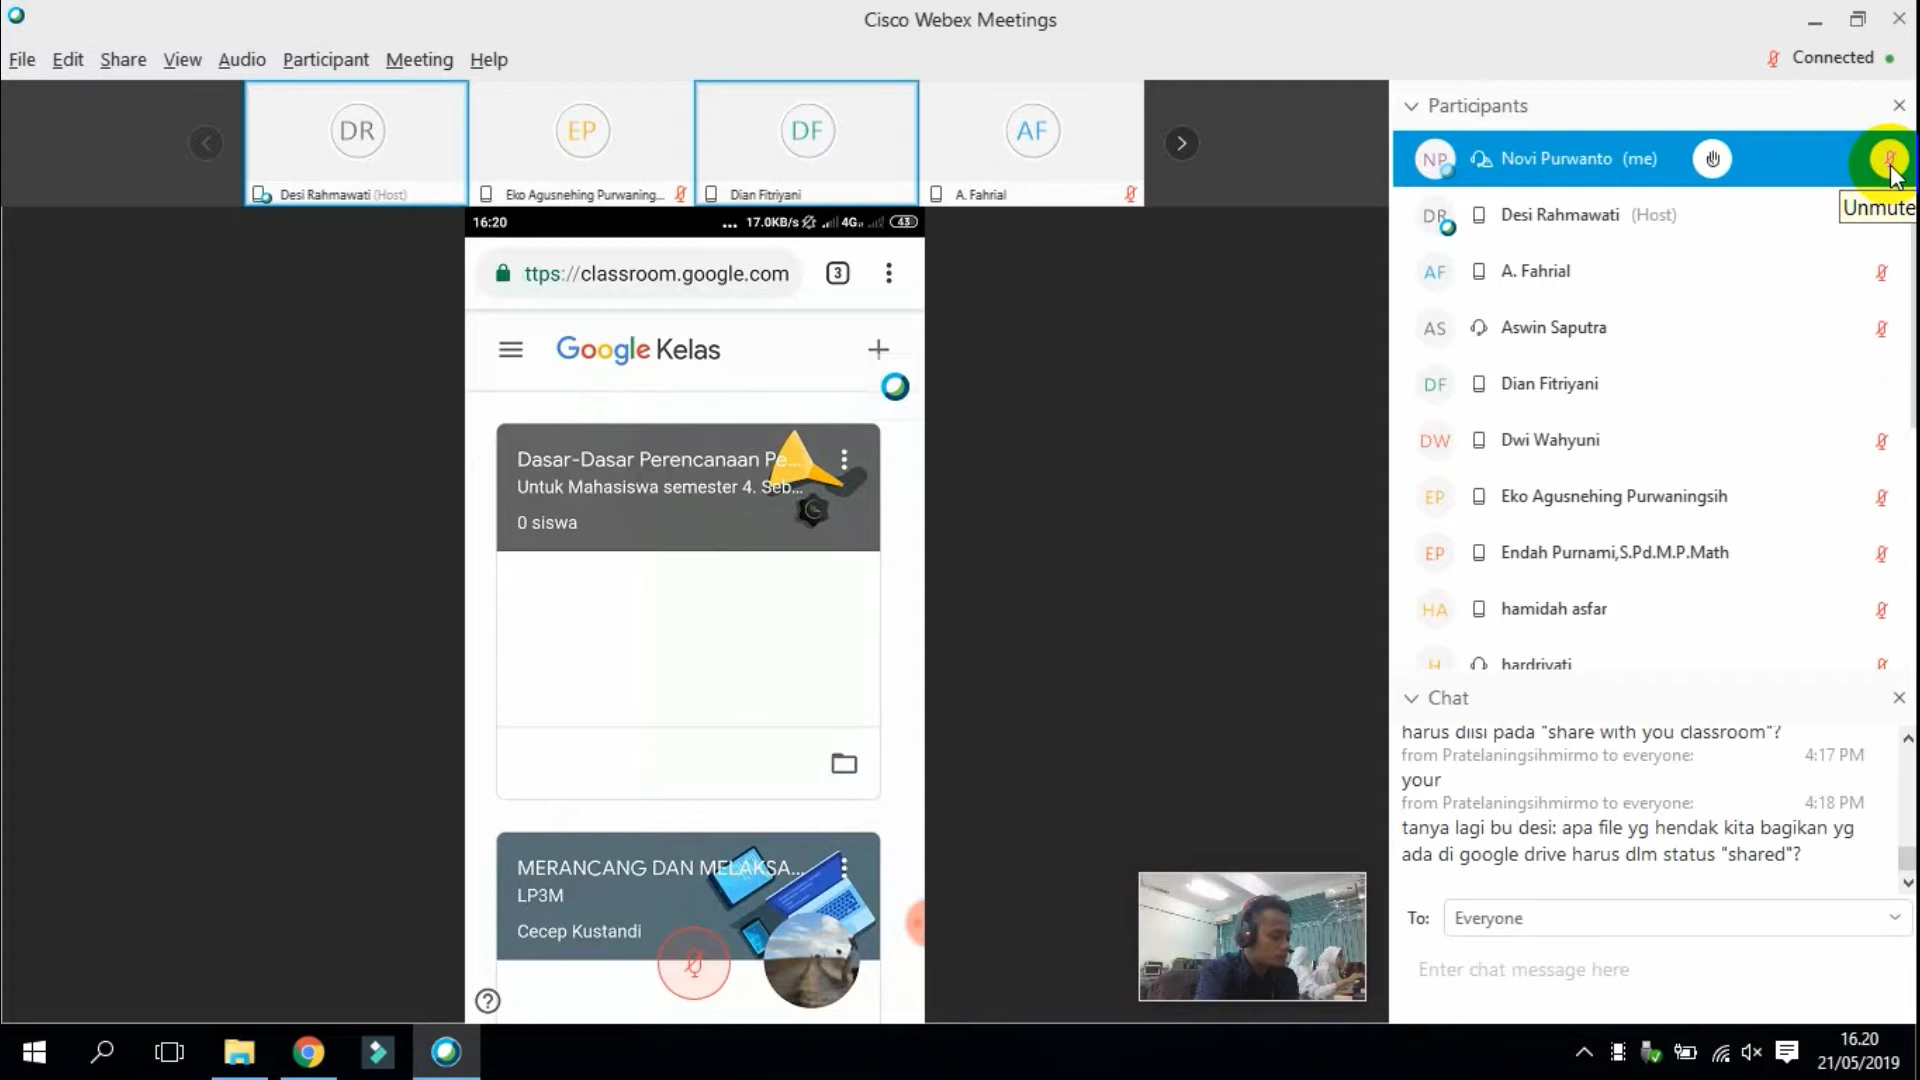 Cisco Webex Meetings
File Edit Share View Audio Participant Meeting Help
Connected
DR
Desi Rahmawati (Host)
EP
Eko Agusnehing Purwaning...
DF
Dian Fitriyani
AF
A. Fahrial
16:20
... 17.0KB/s 4G 43
ttps://classroom.google.com
3
Google Kelas
Dasar-Dasar Perencanaan Pe...
Untuk Mahasiswa semester 4. Seb...
0 siswa
MERANCANG DAN MELAKSA...
LP3M
Cecep Kustandi
Participants
NP Novi Purwanto (me)
Unmute
DR Desi Rahmawati (Host)
AF A. Fahrial
AS Aswin Saputra
DF Dian Fitriyani
DW Dwi Wahyuni
EP Eko Agusnehing Purwaningsih
EP Endah Purnami,S.Pd.M.P.Math
HA hamidah asfar
H hardriyati
Chat
harus diisi pada "share with you classroom"?
from Pratelaningsihmirmo to everyone: 4:17 PM
your
from Pratelaningsihmirmo to everyone: 4:18 PM
tanya lagi bu desi: apa file yg hendak kita bagikan yg
ada di google drive harus dlm status "shared"?
To: Everyone
Enter chat message here
16.20
21/05/2019